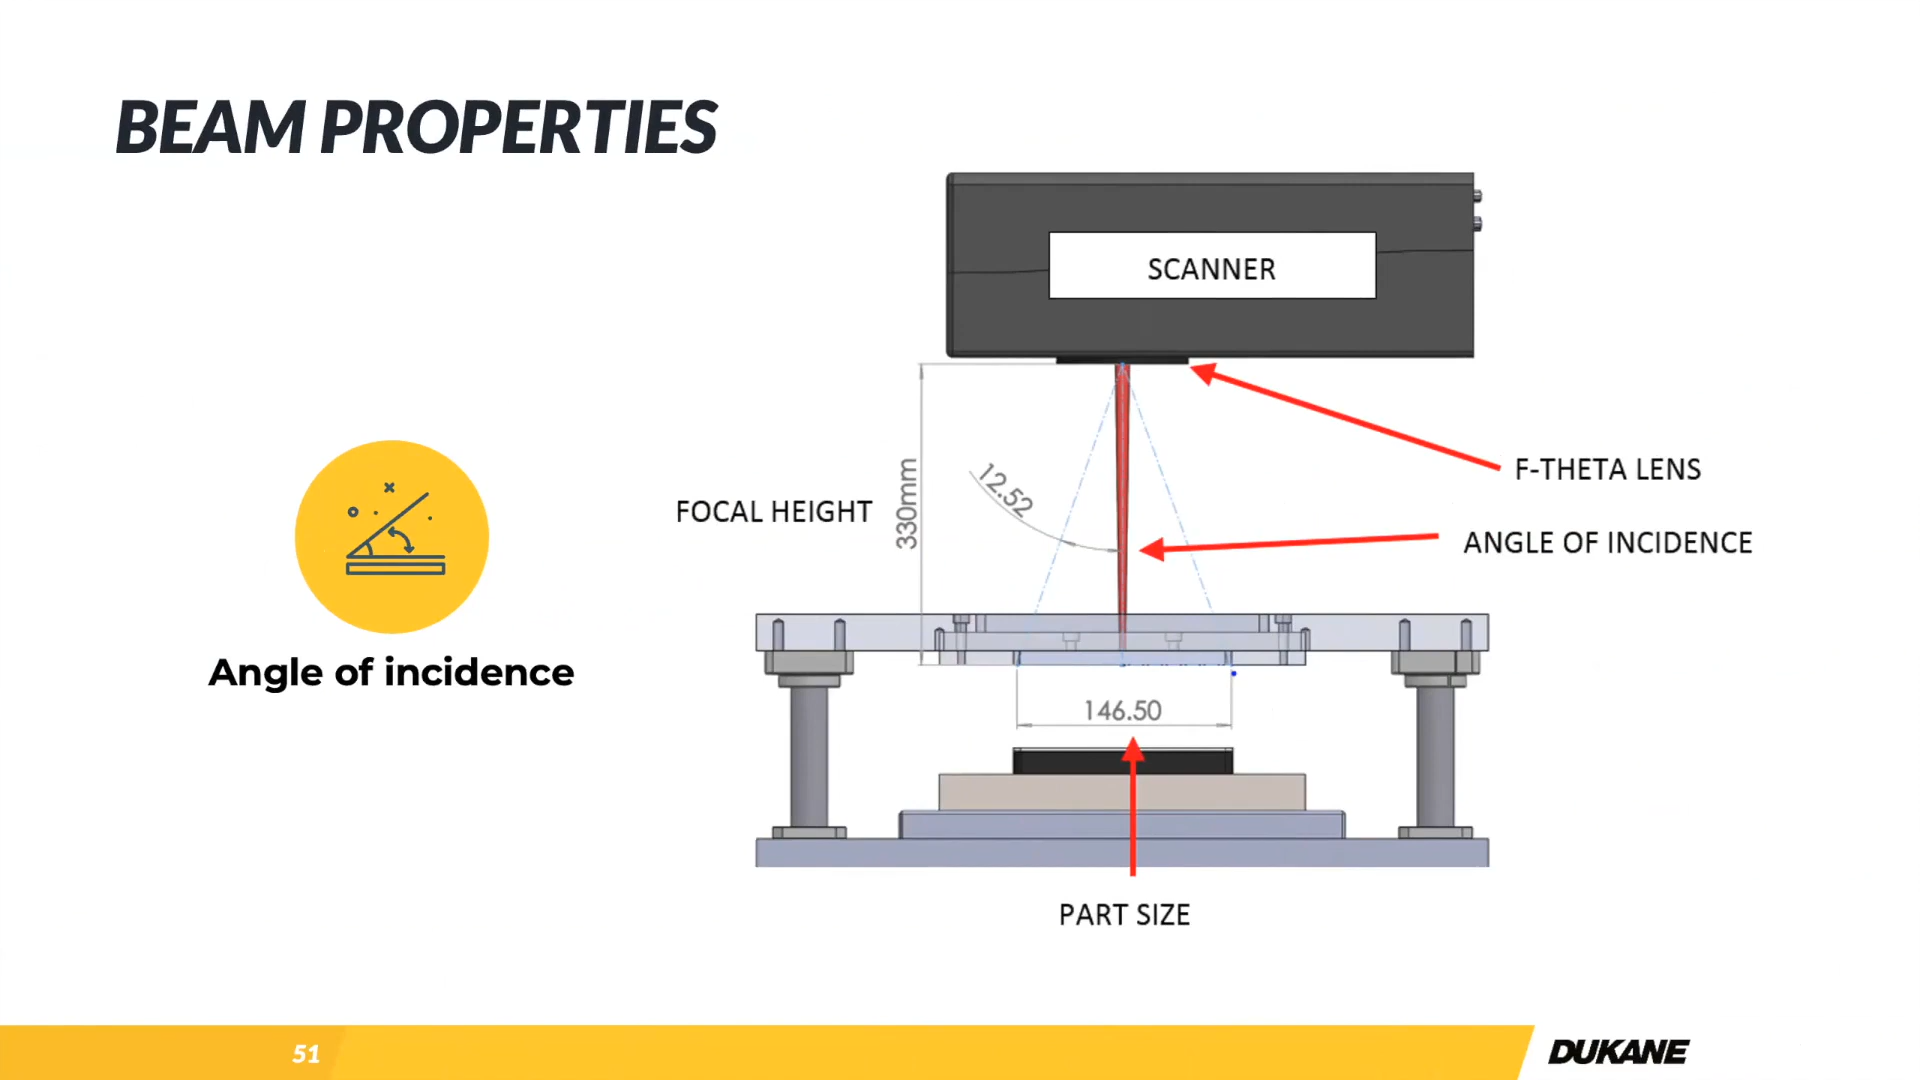 BEAM PROPERTIES
SCANNER
F-THETA LENS
12.52
FOCAL HEIGHT
330mm
ANGLE OF INCIDENCE
Angle of incidence
146.50
PART SIZE
51
DUKANE